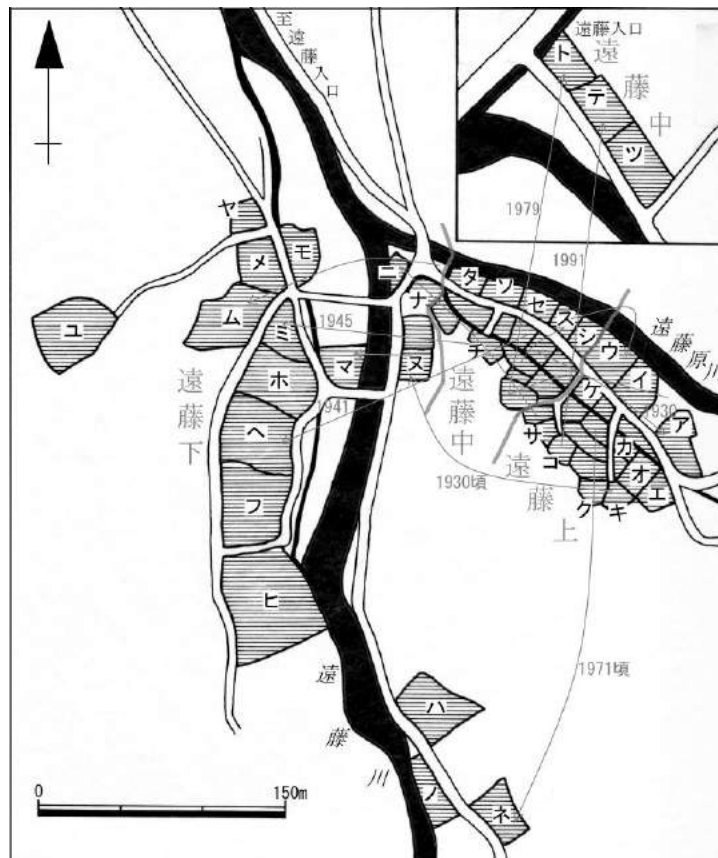 至遠藤入口
遠藤入口
ト
遠藤中
テ
ツ
1979
1991
ヤ
メ
モ
ニ
タ
ソ
セ
ス
シ
ウ
イ
遠藤原川
ユ
ム
ミ
1945
ナ
チ
ヌ
マ
ホ
遠藤下
1941
遠藤中
ケ
1930
ア
サ
コ
カ
オ
エ
ク
キ
遠藤上
1930頃
ヘ
フ
ヒ
1971頃
遠藤川
ハ
ノ
ネ
0
150m